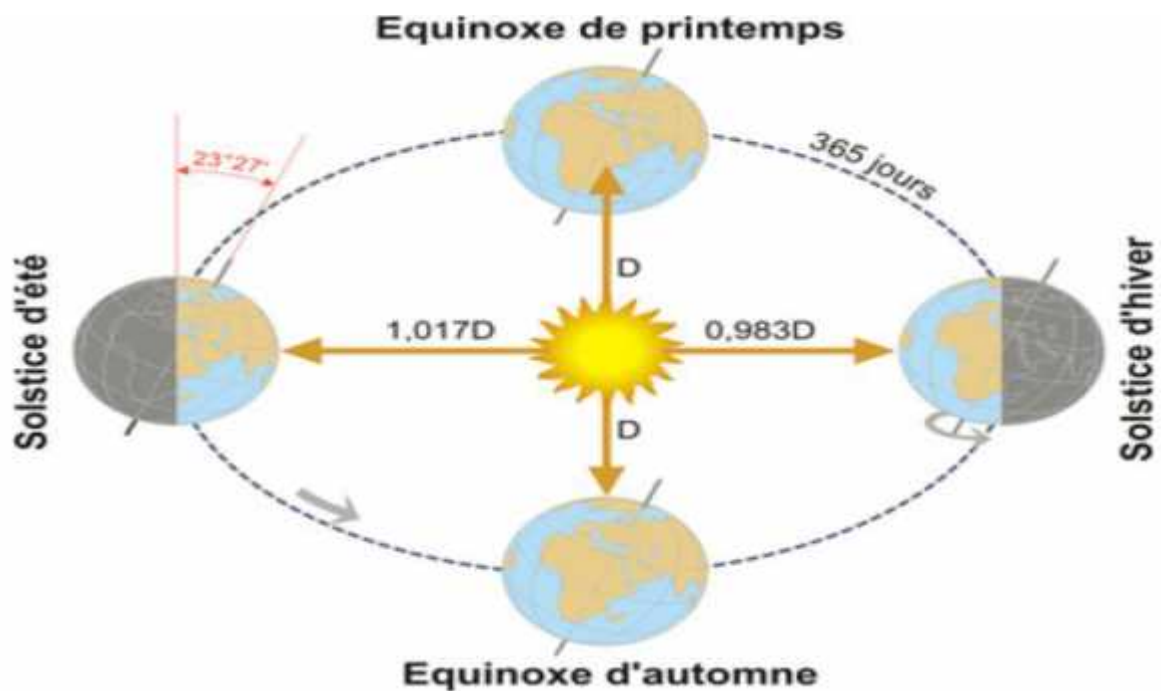 Equinoxe de printemps
23°27'
365 jours
Solstice d'été
D
1,017D
0,983D
Solstice d'hiver
D
Equinoxe d'automne